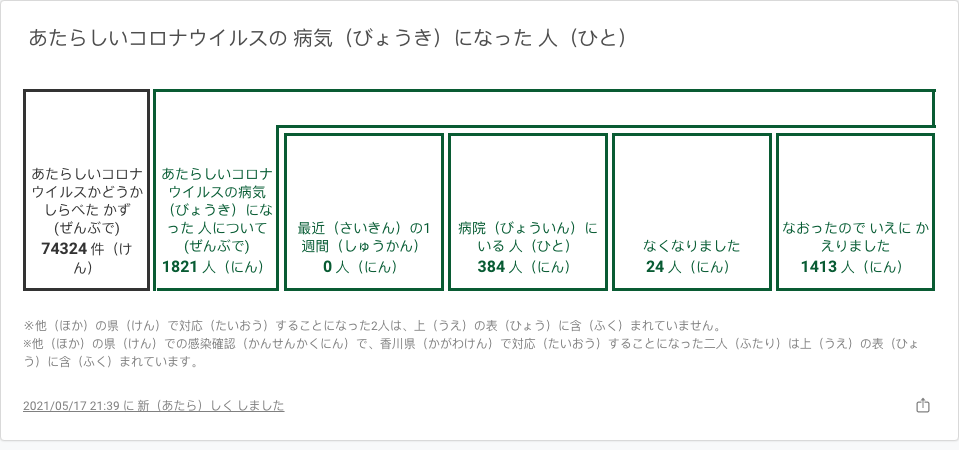 あたらしいコロナウイルスの 病気（びょうき）になった 人（ひと）
あたらしいコロナ
ウイルスかどうか
しらべた かず
(ぜんぶで)
74324 件（け
ん）
あたらしいコロナ
ウイルスの病気
（びょうき）にな
った 人について
(ぜんぶで)
1821 人（にん）
最近（さいきん）の1
週間（しゅうかん）
0 人（にん）
病院（びょういん）に
いる 人（ひと）
384 人（にん）
なくなりました
24 人（にん）
なおったので いえに か
えりました
1413 人（にん）
※他（ほか）の県（けん）で対応（たいおう）することになった2人は、上（うえ）の表（ひょう）に含（ふく）まれていません。
※他（ほか）の県（けん）での感染確認（かんせんかくにん）で、香川県（かがわけん）で対応（たいおう）することになった二人（ふたり）は上（うえ）の表（ひょ
う）に含（ふく）まれています。
2021/05/17 21:39 に 新（あたら）しく しました